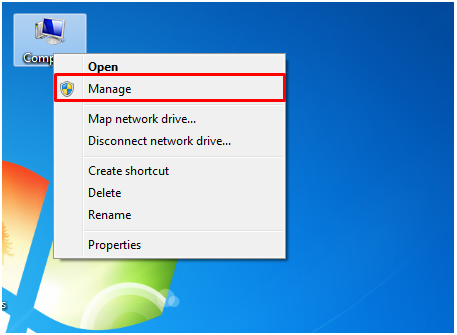 Comp
Open
Manage
Map network drive...
Disconnect network drive...
Create shortcut
Delete
Rename
Properties
s